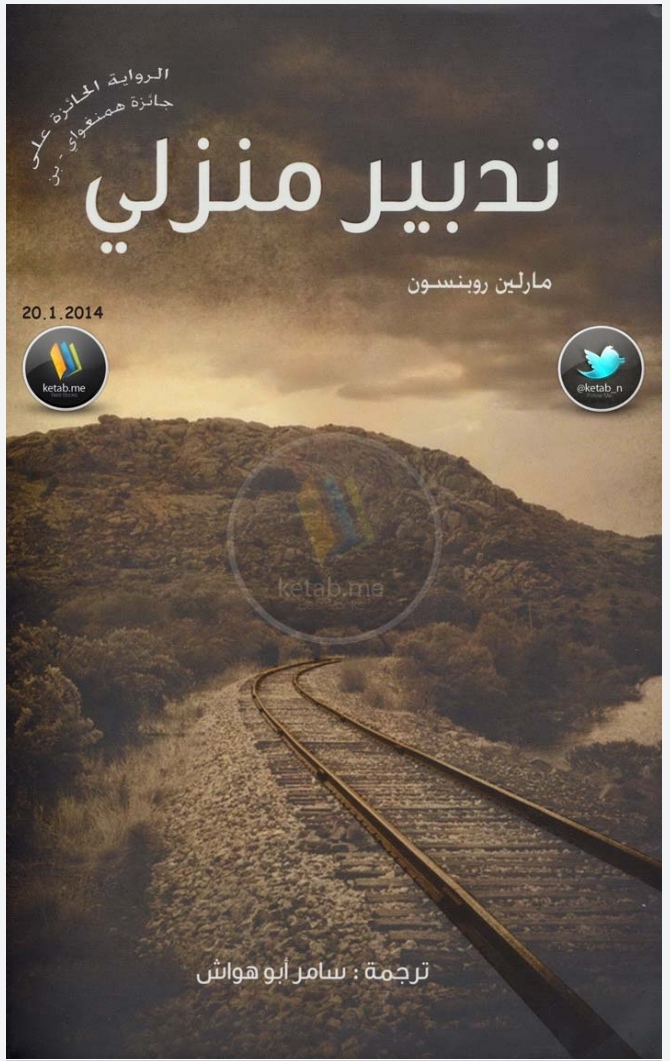 الرواية الحائزة على
جائزة همنغواي - بن
تدبير منزلي
مارلين روبنسون
20.1.2014
ketab.me
@ketab_n
ketab.me
ترجمة : سامر أبو هواش